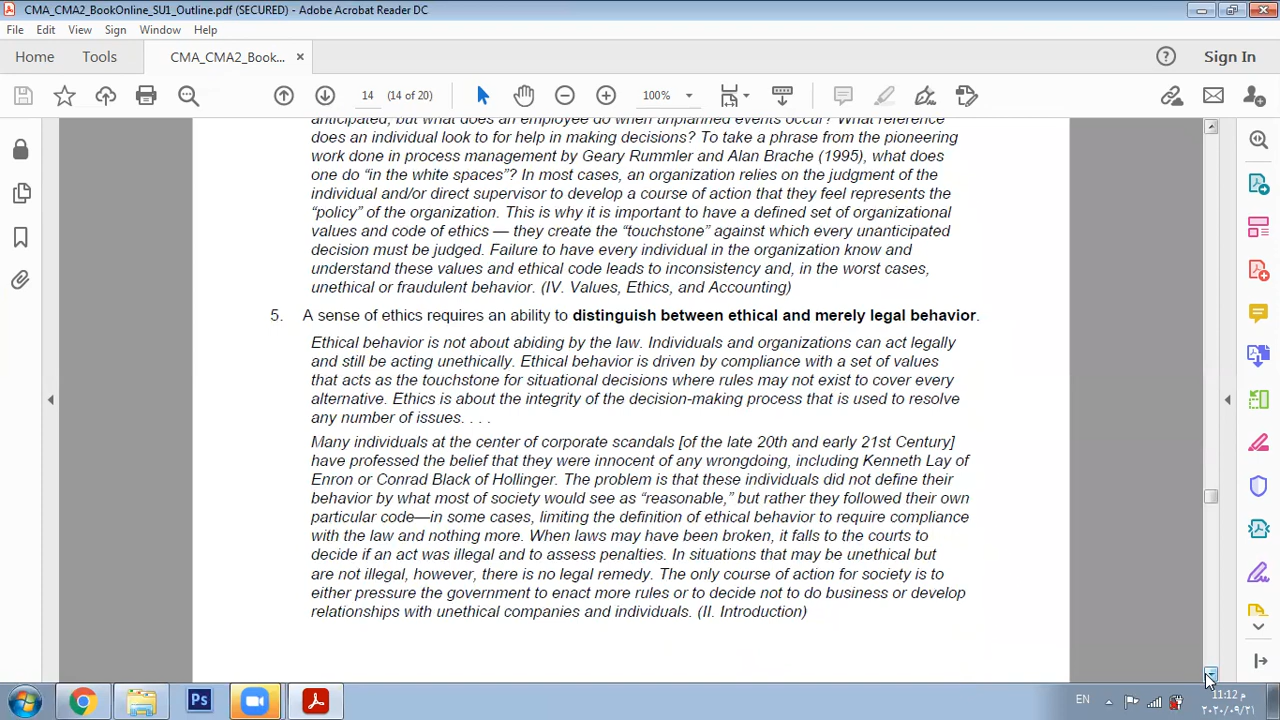 CMA_CMA2_BookOnline_SU1_Outline.pdf (SECURED) - Adobe Acrobat Reader DC
File Edit View Sign Window Help
Home Tools CMA_CMA2_Book... × Sign In
14 (14 of 20) 100%
anticipated, but what does an employee do when unplanned events occur? What reference
does an individual look to for help in making decisions? To take a phrase from the pioneering
work done in process management by Geary Rummler and Alan Brache (1995), what does
one do “in the white spaces”? In most cases, an organization relies on the judgment of the
individual and/or direct supervisor to develop a course of action that they feel represents the
“policy” of the organization. This is why it is important to have a defined set of organizational
values and code of ethics — they create the “touchstone” against which every unanticipated
decision must be judged. Failure to have every individual in the organization know and
understand these values and ethical code leads to inconsistency and, in the worst cases,
unethical or fraudulent behavior. (IV. Values, Ethics, and Accounting)
5. A sense of ethics requires an ability to distinguish between ethical and merely legal behavior.
Ethical behavior is not about abiding by the law. Individuals and organizations can act legally
and still be acting unethically. Ethical behavior is driven by compliance with a set of values
that acts as the touchstone for situational decisions where rules may not exist to cover every
alternative. Ethics is about the integrity of the decision-making process that is used to resolve
any number of issues. . . .
Many individuals at the center of corporate scandals [of the late 20th and early 21st Century]
have professed the belief that they were innocent of any wrongdoing, including Kenneth Lay of
Enron or Conrad Black of Hollinger. The problem is that these individuals did not define their
behavior by what most of society would see as “reasonable,” but rather they followed their own
particular code—in some cases, limiting the definition of ethical behavior to require compliance
with the law and nothing more. When laws may have been broken, it falls to the courts to
decide if an act was illegal and to assess penalties. In situations that may be unethical but
are not illegal, however, there is no legal remedy. The only course of action for society is to
either pressure the government to enact more rules or to decide not to do business or develop
relationships with unethical companies and individuals. (II. Introduction)
Ps EN 11:12 م
٢٠٢٠/٠٩/٢١